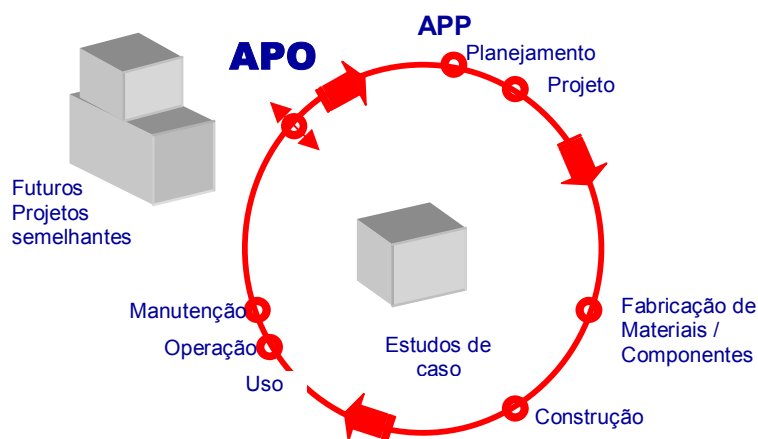 APO
APP
Planejamento
Projeto
Futuros
Projetos
semelhantes
Manutenção
Operação
Uso
Estudos de
caso
Fabricação de
Materiais /
Componentes
Construção